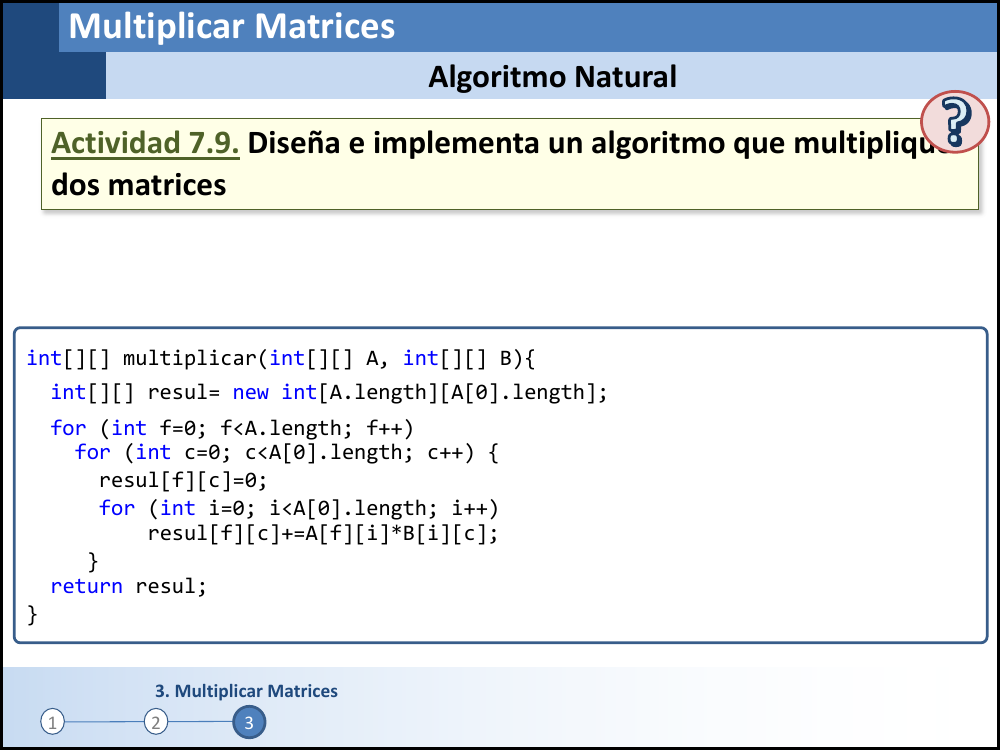 Multiplicar Matrices
Algoritmo Natural
?
Actividad 7.9. Diseña e implementa un algoritmo que multiplique
dos matrices
int[][] multiplicar(int[][] A, int[][] B){
int[][] resul= new int[A.length][A[0].length];
for (int f=0; f<A.length; f++)
for (int c=0; c<A[0].length; c++) {
resul[f][c]=0;
for (int i=0; i<A[0].length; i++)
resul[f][c]+=A[f][i]*B[i][c];
}
return resul;
}
3. Multiplicar Matrices
1 2 3